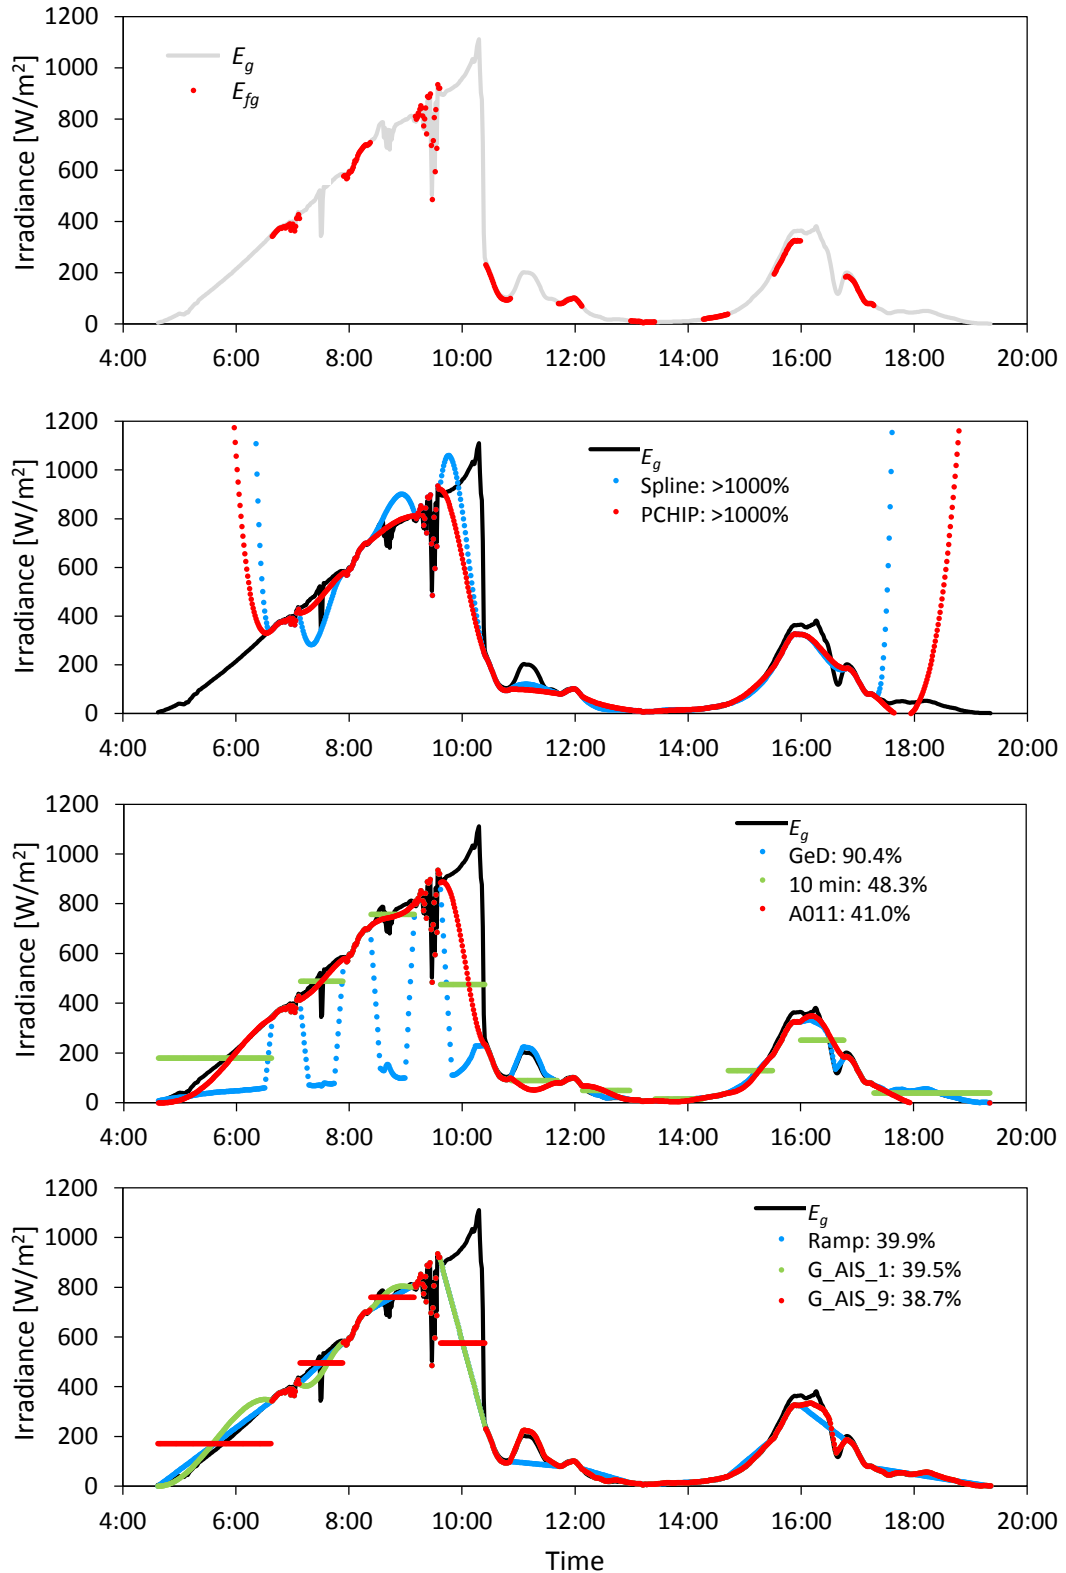 Irradiance [W/m²]
1200
1000
800
600
400
200
0
E_g
E_fg
4:00 6:00 8:00 10:00 12:00 14:00 16:00 18:00 20:00
Irradiance [W/m²]
1200
1000
800
600
400
200
0
E_g
Spline: >1000%
PCHIP: >1000%
4:00 6:00 8:00 10:00 12:00 14:00 16:00 18:00 20:00
Irradiance [W/m²]
1200
1000
800
600
400
200
0
E_g
GeD: 90.4%
10 min: 48.3%
A011: 41.0%
4:00 6:00 8:00 10:00 12:00 14:00 16:00 18:00 20:00
Irradiance [W/m²]
1200
1000
800
600
400
200
0
E_g
Ramp: 39.9%
G_AIS_1: 39.5%
G_AIS_9: 38.7%
4:00 6:00 8:00 10:00 12:00 14:00 16:00 18:00 20:00
Time